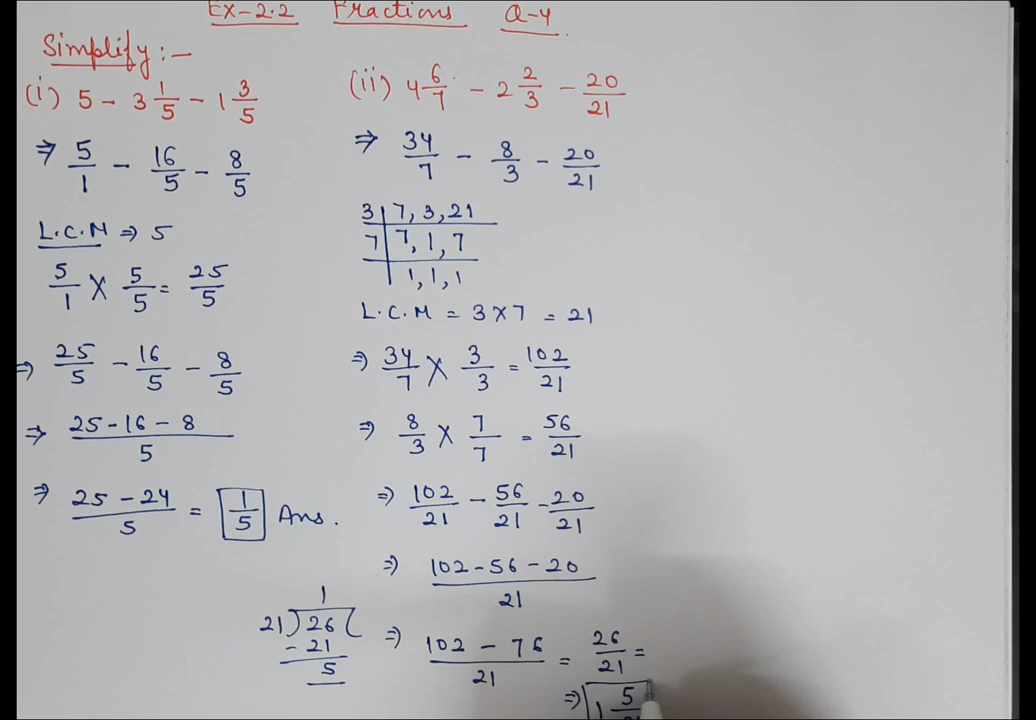 Ex-2.2 Fractions Q-4.
Simplify:-
(i) 5 - 3 1/5 - 1 3/5
⇒ 5/1 - 16/5 - 8/5
L.C.M ⇒ 5
5/1 × 5/5 = 25/5
⇒ 25/5 - 16/5 - 8/5
⇒ 25-16-8/5
⇒ 25-24/5 = 1/5 Ans.
(ii) 4 6/7 - 2 2/3 - 20/21
⇒ 34/7 - 8/3 - 20/21
3 | 7, 3, 21
7 | 7, 1, 7
| 1, 1, 1
L.C.M = 3×7 = 21
⇒ 34/7 × 3/3 = 102/21
⇒ 8/3 × 7/7 = 56/21
⇒ 102/21 - 56/21 - 20/21
⇒ 102-56-20/21
⇒ 102-76/21 = 26/21 =
1
21)26(
-21
5
⇒ 1 5